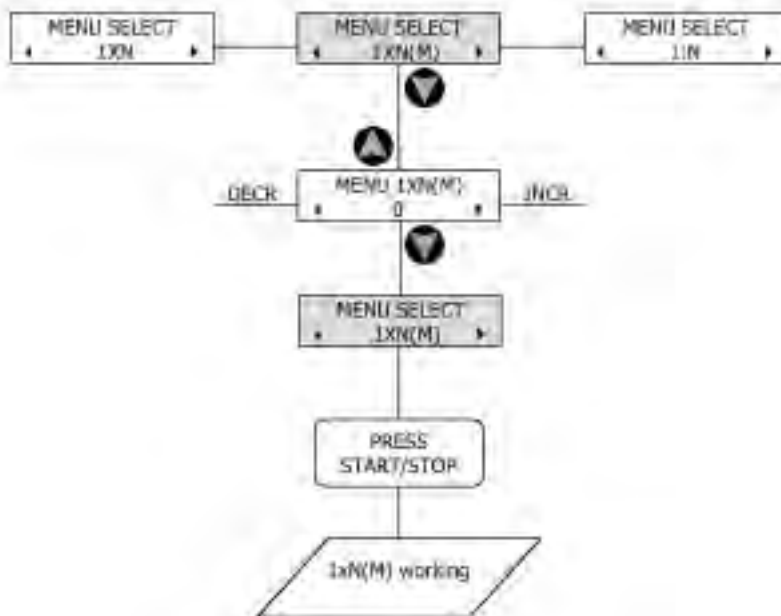 MENU SELECT
1XN
MENU SELECT
1XN(M)
MENU SELECT
1:N
DECR
MENU 1XN(M)
0
INCR
MENU SELECT
1XN(M)
PRESS
START/STOP
1xN(M) working